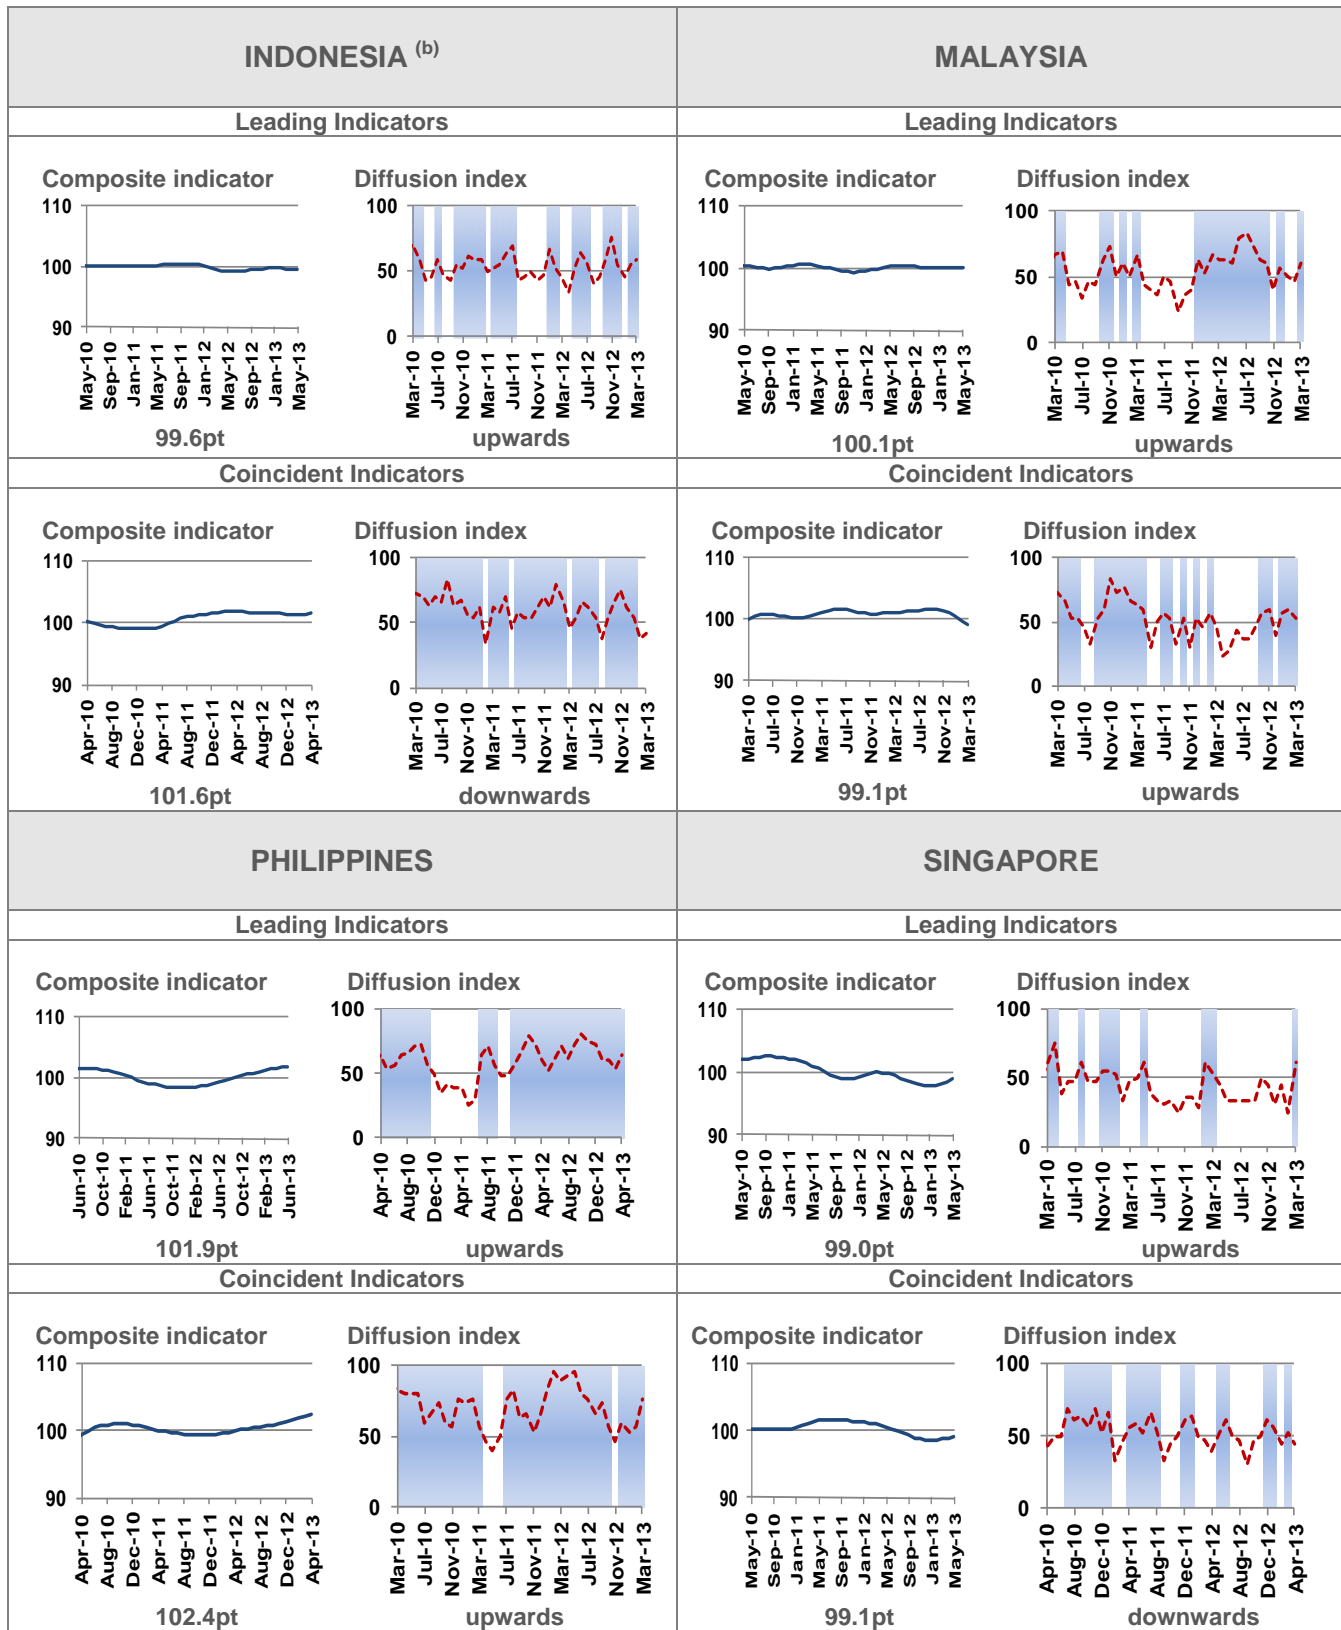 INDONESIA (b)
MALAYSIA
Leading Indicators
Leading Indicators
Composite indicator
110
100
90
May-10
Sep-10
Jan-11
May-11
Sep-11
Jan-12
May-12
Sep-12
Jan-13
May-13
99.6pt
Diffusion index
100
50
0
Mar-10
Jul-10
Nov-10
Mar-11
Jul-11
Nov-11
Mar-12
Jul-12
Nov-12
Mar-13
upwards
Composite indicator
110
100
90
May-10
Sep-10
Jan-11
May-11
Sep-11
Jan-12
May-12
Sep-12
Jan-13
May-13
100.1pt
Diffusion index
100
50
0
Mar-10
Jul-10
Nov-10
Mar-11
Jul-11
Nov-11
Mar-12
Jul-12
Nov-12
Mar-13
upwards
Coincident Indicators
Coincident Indicators
Composite indicator
110
100
90
Apr-10
Aug-10
Dec-10
Apr-11
Aug-11
Dec-11
Apr-12
Aug-12
Dec-12
Apr-13
101.6pt
Diffusion index
100
50
0
Mar-10
Jul-10
Nov-10
Mar-11
Jul-11
Nov-11
Mar-12
Jul-12
Nov-12
Mar-13
downwards
Composite indicator
110
100
90
Mar-10
Jul-10
Nov-10
Mar-11
Jul-11
Nov-11
Mar-12
Jul-12
Nov-12
Mar-13
99.1pt
Diffusion index
100
50
0
Mar-10
Jul-10
Nov-10
Mar-11
Jul-11
Nov-11
Mar-12
Jul-12
Nov-12
Mar-13
upwards
PHILIPPINES
SINGAPORE
Leading Indicators
Leading Indicators
Composite indicator
110
100
90
Jun-10
Oct-10
Feb-11
Jun-11
Oct-11
Feb-12
Jun-12
Oct-12
Feb-13
Jun-13
101.9pt
Diffusion index
100
50
0
Apr-10
Aug-10
Dec-10
Apr-11
Aug-11
Dec-11
Apr-12
Aug-12
Dec-12
Apr-13
upwards
Composite indicator
110
100
90
May-10
Sep-10
Jan-11
May-11
Sep-11
Jan-12
May-12
Sep-12
Jan-13
May-13
99.0pt
Diffusion index
100
50
0
Mar-10
Jul-10
Nov-10
Mar-11
Jul-11
Nov-11
Mar-12
Jul-12
Nov-12
Mar-13
upwards
Coincident Indicators
Coincident Indicators
Composite indicator
110
100
90
Apr-10
Aug-10
Dec-10
Apr-11
Aug-11
Dec-11
Apr-12
Aug-12
Dec-12
Apr-13
102.4pt
Diffusion index
100
50
0
Mar-10
Jul-10
Nov-10
Mar-11
Jul-11
Nov-11
Mar-12
Jul-12
Nov-12
Mar-13
upwards
Composite indicator
110
100
90
May-10
Sep-10
Jan-11
May-11
Sep-11
Jan-12
May-12
Sep-12
Jan-13
May-13
99.1pt
Diffusion index
100
50
0
Apr-10
Aug-10
Dec-10
Apr-11
Aug-11
Dec-11
Apr-12
Aug-12
Dec-12
Apr-13
downwards